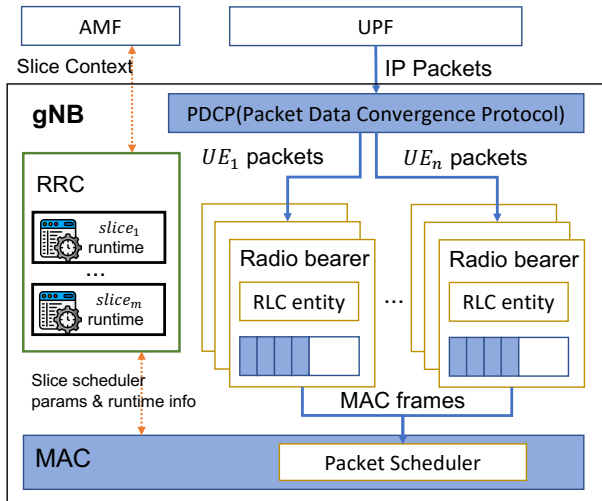 AMF
UPF
Slice Context
IP Packets
gNB
PDCP(Packet Data Convergence Protocol)
UE₁ packets
UEₙ packets
RRC
slice₁
runtime
...
sliceₘ
runtime
Radio bearer
RLC entity
...
Radio bearer
RLC entity
Slice scheduler
params & runtime info
MAC frames
MAC
Packet Scheduler